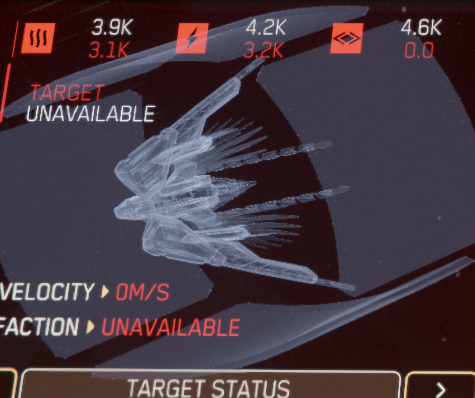 3.9K 4.2K 4.6K
3.1K 3.2K 0.0
TARGET
UNAVAILABLE
VELOCITY 0M/S
FACTION UNAVAILABLE
TARGET STATUS